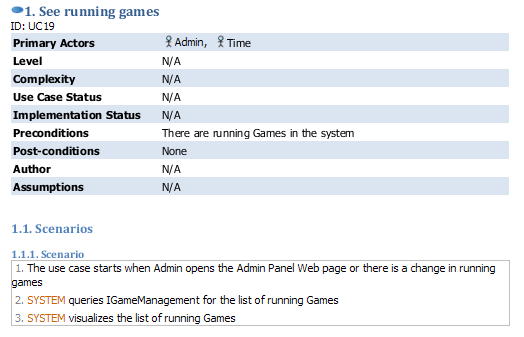 1. See running games
ID: UC19
Primary Actors Admin, Time
Level N/A
Complexity N/A
Use Case Status N/A
Implementation Status N/A
Preconditions There are running Games in the system
Post-conditions None
Author N/A
Assumptions N/A
1.1. Scenarios
1.1.1. Scenario
1. The use case starts when Admin opens the Admin Panel Web page or there is a change in running
games
2. SYSTEM queries IGameManagement for the list of running Games
3. SYSTEM visualizes the list of running Games